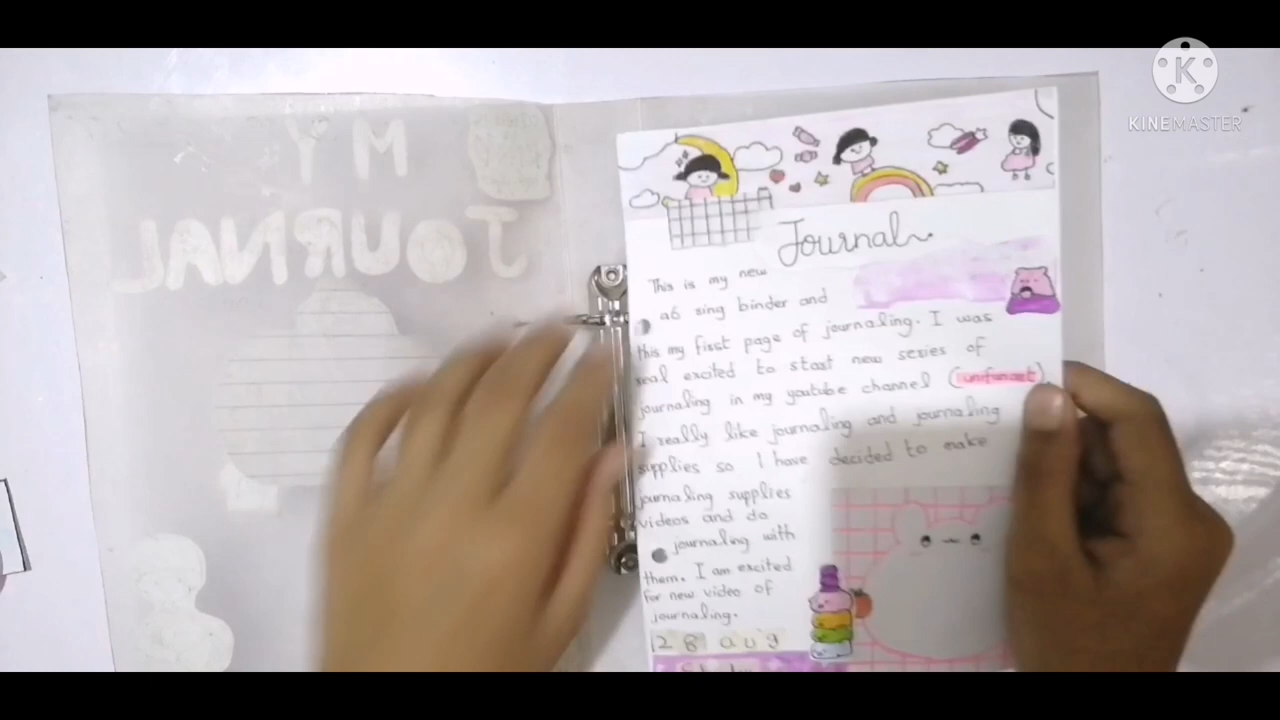 KINEMASTER
MY
JOURNAL
Journal
This is my new
a6 ring binder and
this my first page of journaling. I was
real excited to start new series of
journaling in my youtube channel ( )
I really like journaling and journaling
supplies so I have decided to make
journaling supplies
videos and do
journaling with
them. I am excited
for new video of
journaling.
28 aug